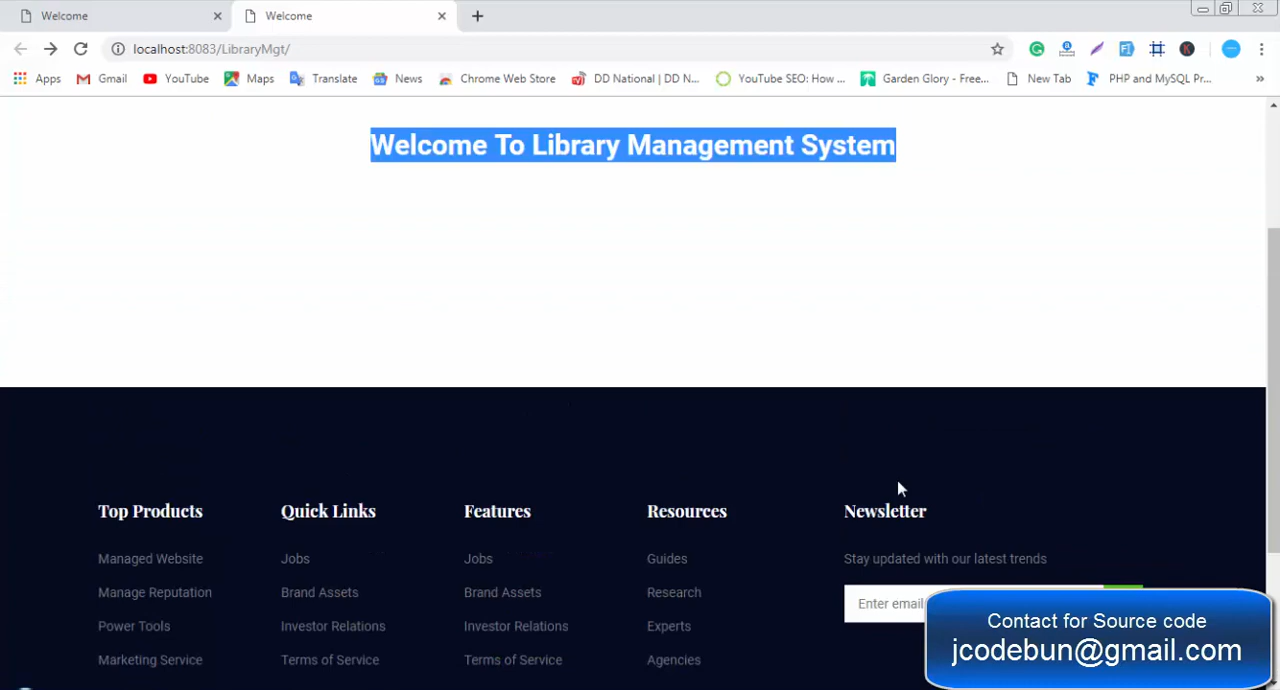 Welcome
Welcome
localhost:8083/LibraryMgt/
Apps Gmail YouTube Maps Translate News Chrome Web Store DD National | DD N... YouTube SEO: How ... Garden Glory - Free... New Tab PHP and MySQL Pr... »
Welcome To Library Management System
Top Products Quick Links Features Resources Newsletter
Managed Website Jobs Jobs Guides Stay updated with our latest trends
Manage Reputation Brand Assets Brand Assets Research Enter email
Power Tools Investor Relations Investor Relations Experts
Marketing Service Terms of Service Terms of Service Agencies
Contact for Source code
jcodebun@gmail.com